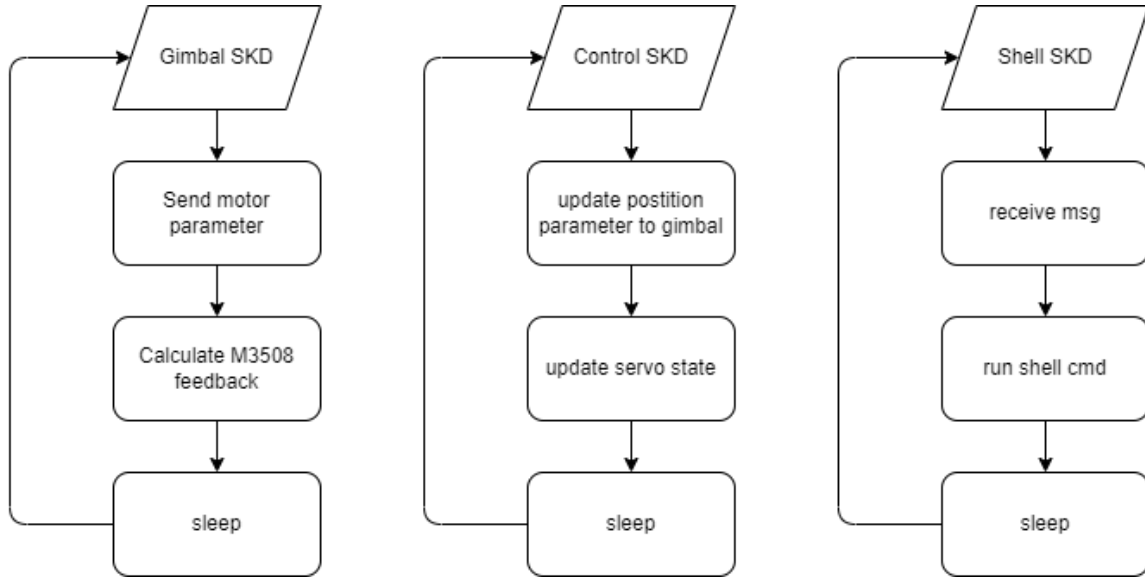 Gimbal SKD
Send motor
parameter
Calculate M3508
feedback
sleep
Control SKD
update postition
parameter to gimbal
update servo state
sleep
Shell SKD
receive msg
run shell cmd
sleep